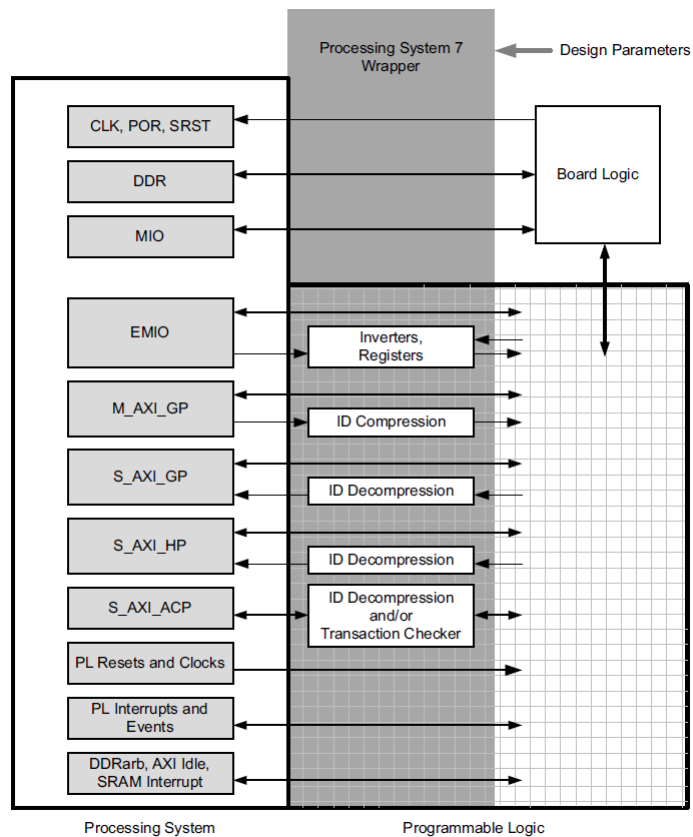 Processing System 7
Wrapper
Design Parameters
CLK, POR, SRST
DDR
Board Logic
MIO
EMIO
Inverters,
Registers
M_AXI_GP
ID Compression
S_AXI_GP
ID Decompression
S_AXI_HP
ID Decompression
S_AXI_ACP
ID Decompression
and/or
Transaction Checker
PL Resets and Clocks
PL Interrupts and
Events
DDRarb, AXI Idle,
SRAM Interrupt
Processing System
Programmable Logic